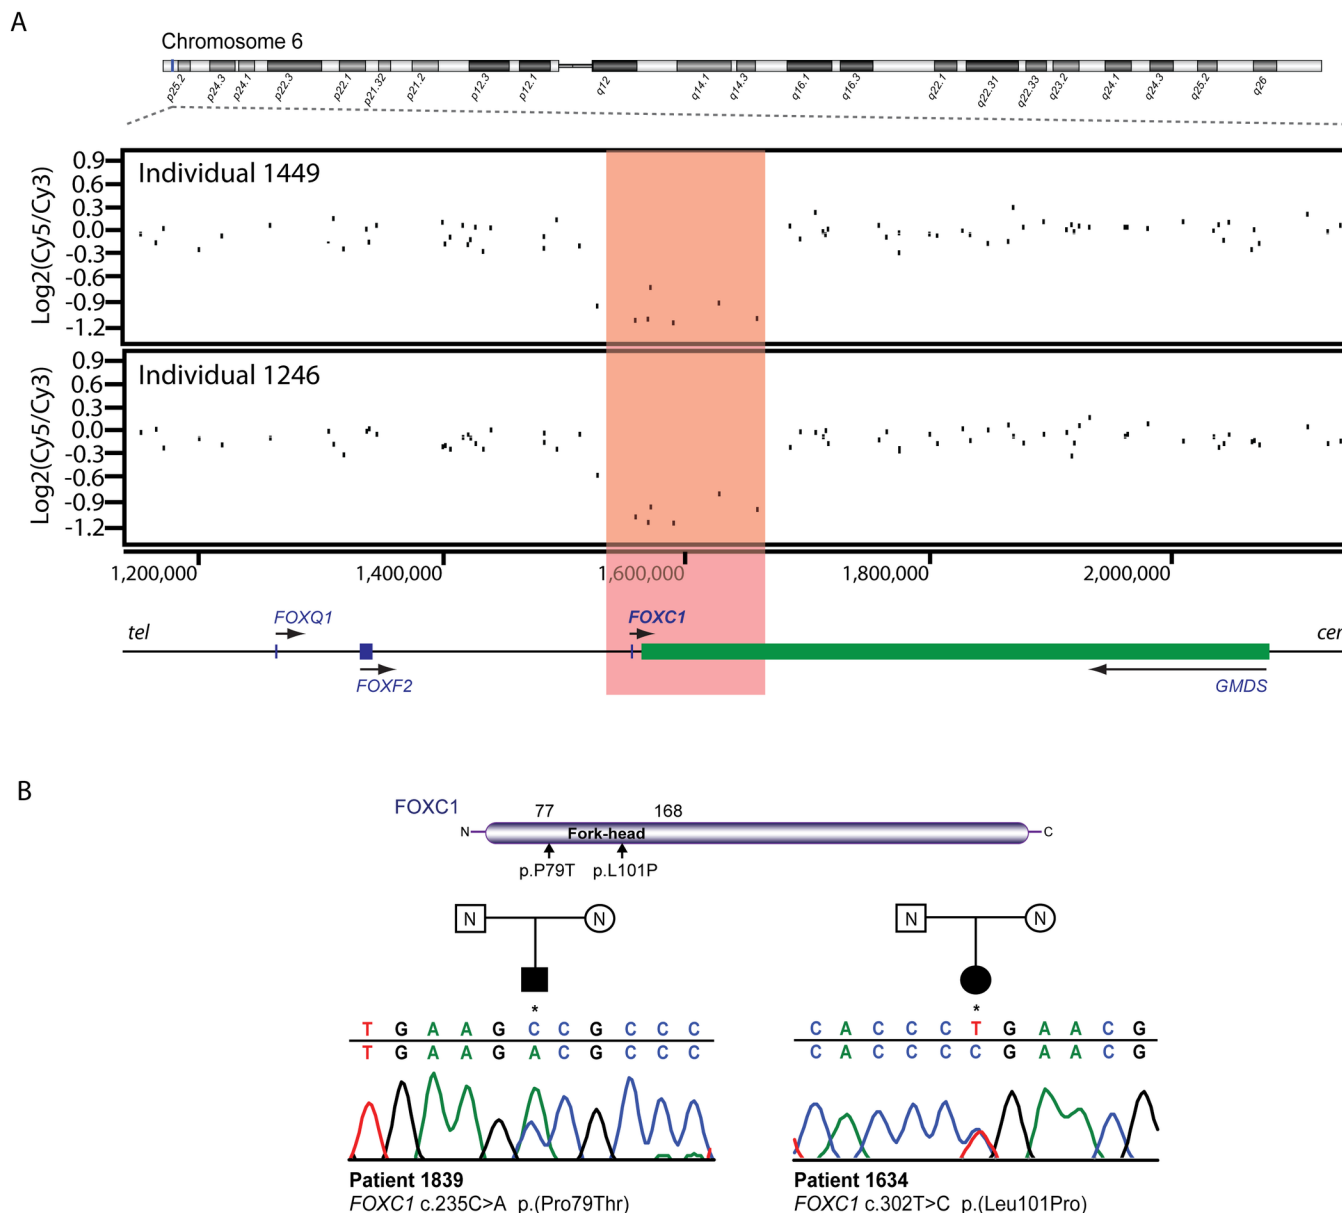 A
Chromosome 6
p25.2 p24.3 p24.1 p22.3 p22.1 p21.32 p21.2 p12.3 p12.1 q12 q14.1 q14.3 q16.1 q16.3 q22.1 q22.31 q22.33 q23.2 q24.1 q24.3 q25.2 q26
Individual 1449
Log2(Cy5/Cy3)
0.9
0.6
0.3
0.0
-0.3
-0.6
-0.9
-1.2
Individual 1246
Log2(Cy5/Cy3)
0.9
0.6
0.3
0.0
-0.3
-0.6
-0.9
-1.2
1,200,000 1,400,000 1,600,000 1,800,000 2,000,000
FOXQ1 FOXC1
tel cer
FOXF2 GMDS
B
FOXC1 77 168
N Fork-head C
p.P79T p.L101P
N N N N
* *
T G A A G C C G C C C
T G A A G A C G C C C
C A C C C T G A A C G
C A C C C C G A A C G
Patient 1839
FOXC1 c.235C>A p.(Pro79Thr)
Patient 1634
FOXC1 c.302T>C p.(Leu101Pro)